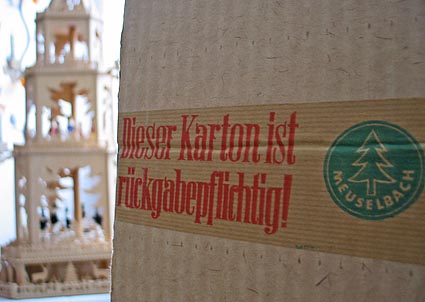 Dieser Karton ist
rückgabepflichtig!
MEUSELBACH